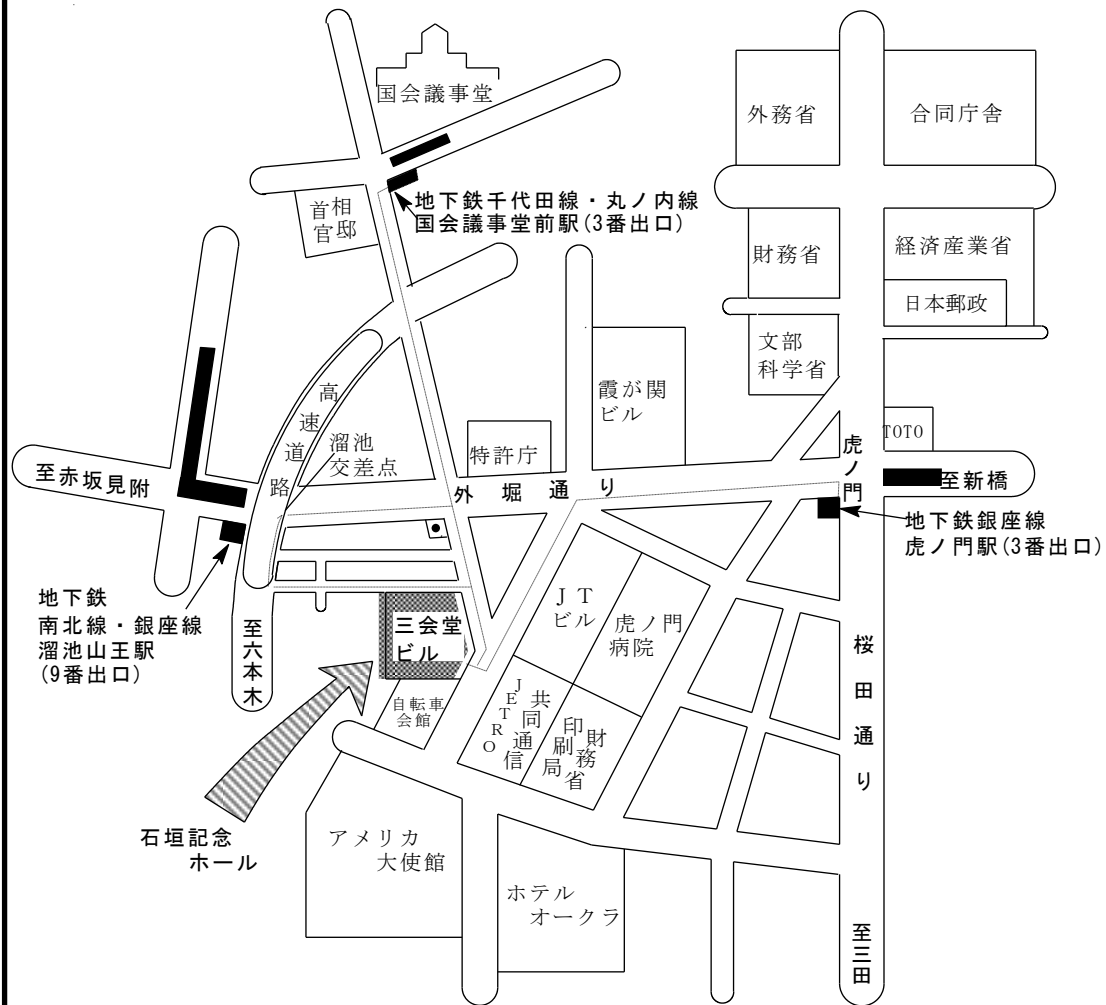 国会議事堂
外務省
合同庁舎
地下鉄千代田線・丸ノ内線
国会議事堂前駅(3番出口)
首相
官邸
財務省
経済産業省
日本郵政
文部
科学省
高速道路
溜池
交差点
特許庁
霞が関
ビル
虎ノ門
TOTO
至赤坂見附
外堀通り
至新橋
地下鉄銀座線
虎ノ門駅(3番出口)
地下鉄
南北線・銀座線
溜池山王駅
(9番出口)
至六本木
三会堂
ビル
JT
ビル
虎ノ門
病院
自転車
会館
JETRO
共同通信
財務省
印刷局
桜田通り
石垣記念
ホール
アメリカ
大使館
ホテル
オークラ
至三田